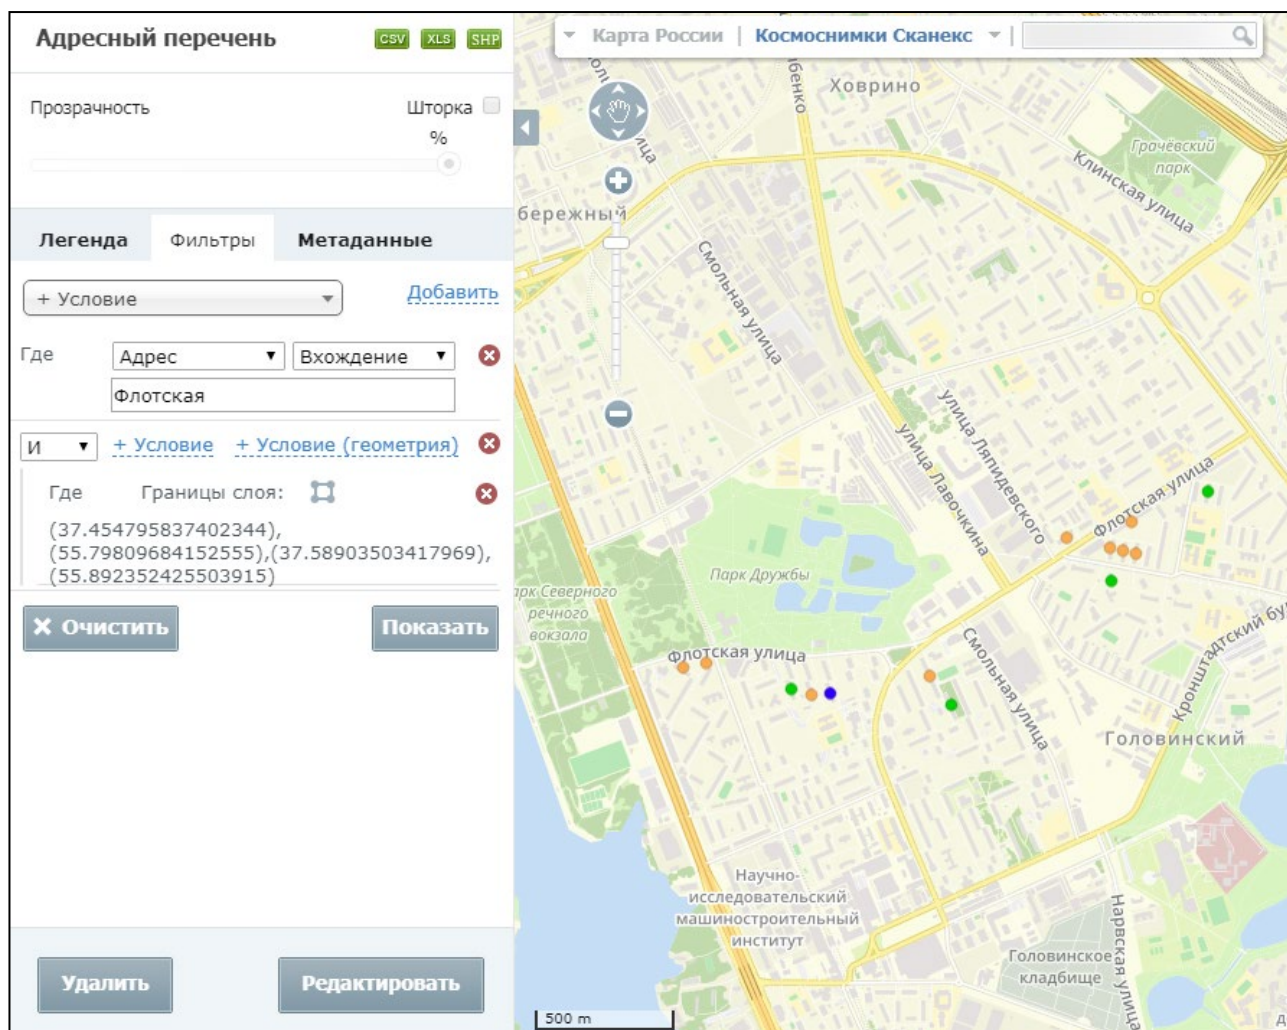 Адресный перечень
CSV XLS SHP
Прозрачность
Шторка
%
Легенда Фильтры Метаданные
+ Условие
Добавить
Где
Адрес
Вхождение
Флотская
И
+ Условие + Условие (геометрия)
Где Границы слоя:
(37.454795837402344),
(55.79809684152555),(37.58903503417969),
(55.892352425503915)
Очистить
Показать
Удалить
Редактировать
Карта России | Космоснимки Сканекс
Ховрино
Грачёвский
парк
Клинская улица
бережный
Смольная улица
улица Лавочкина
улица Ляпидевского
Флотская улица
Парк Дружбы
рк Северного
речного
вокзала
Флотская улица
Смольная улица
Кронштадтский бу
Головинский
Научно-
исследовательский
машиностроительный
институт
Нарвская улица
Головинское
кладбище
500 m